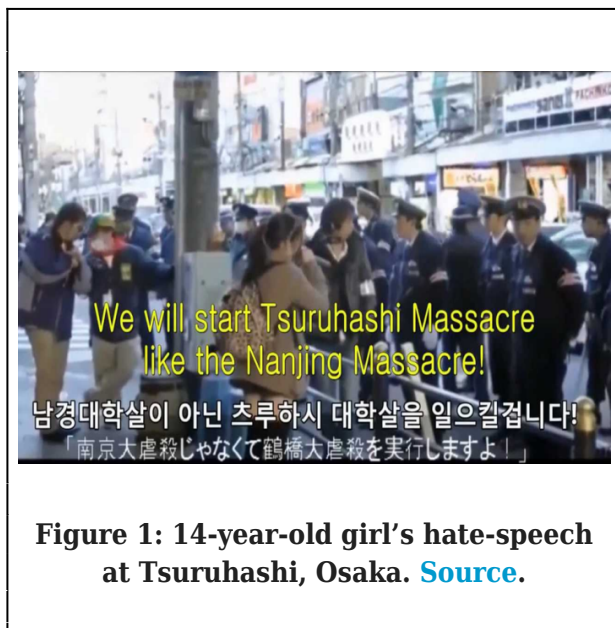 We will start Tsuruhashi Massacre
like the Nanjing Massacre!
남경대학살이 아닌 츠루하시 대학살을 일으킬겁니다!
「南京大虐殺じゃなくて鶴橋大虐殺を実行しますよ！」
Figure 1: 14-year-old girl’s hate-speech
at Tsuruhashi, Osaka. Source.